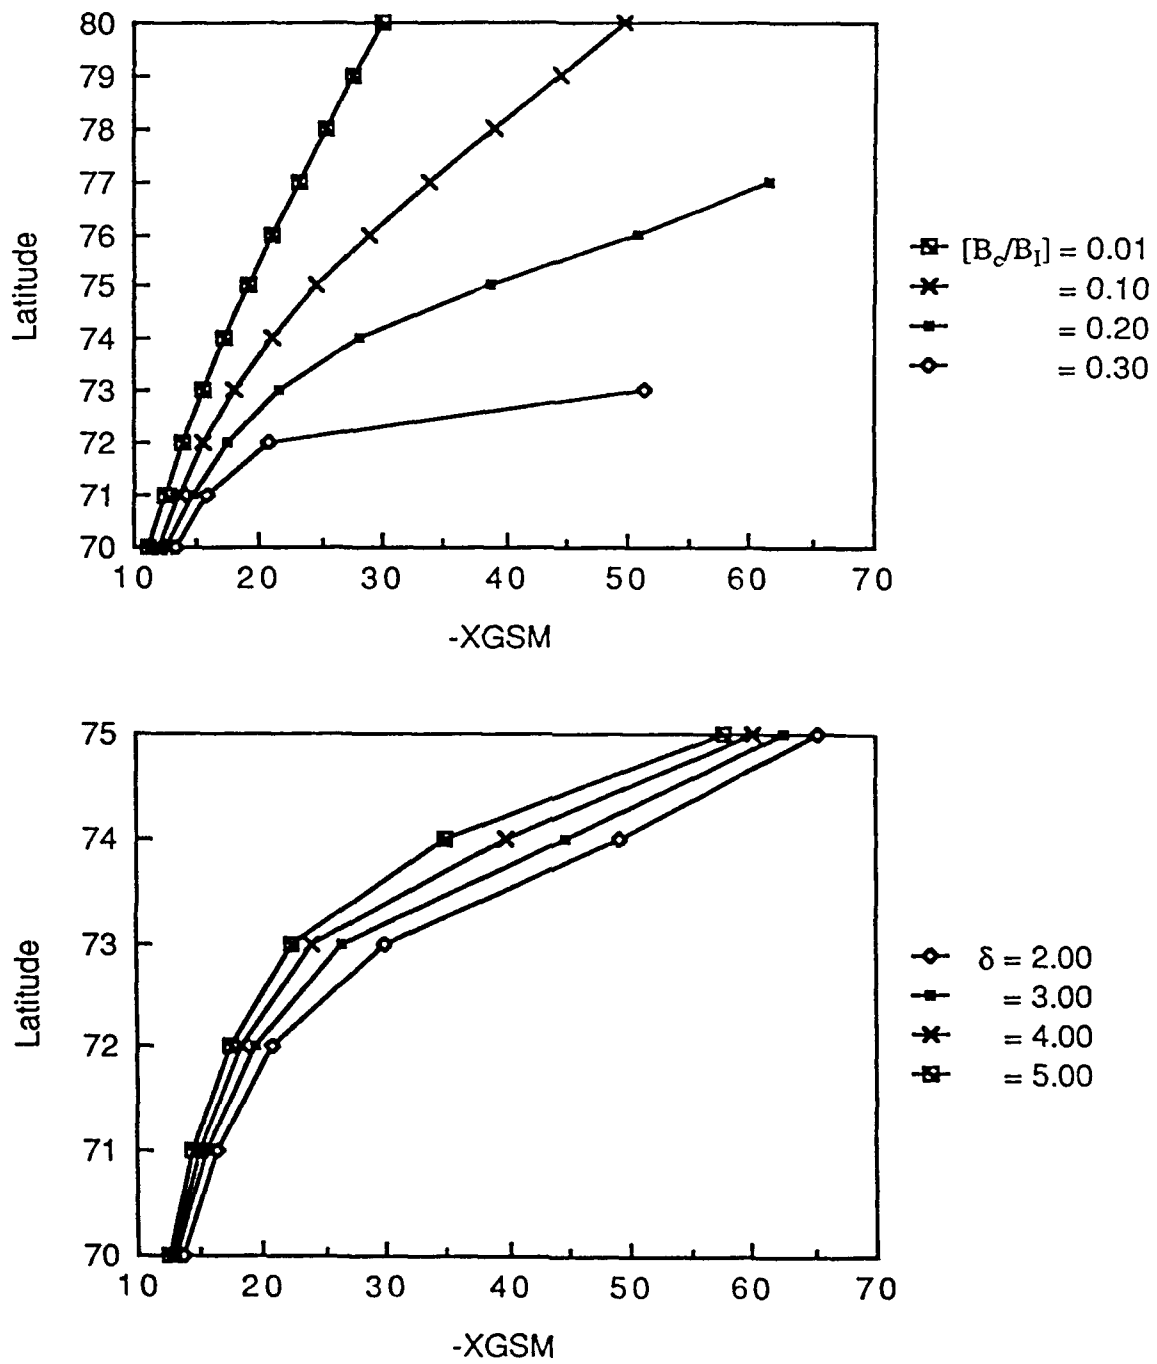 80
79
78
77
76
75
74
73
72
71
70
Latitude
10 20 30 40 50 60 70
-XGSM
[Bc/BI] = 0.01
= 0.10
= 0.20
= 0.30
75
74
73
72
71
70
Latitude
10 20 30 40 50 60 70
-XGSM
δ = 2.00
= 3.00
= 4.00
= 5.00